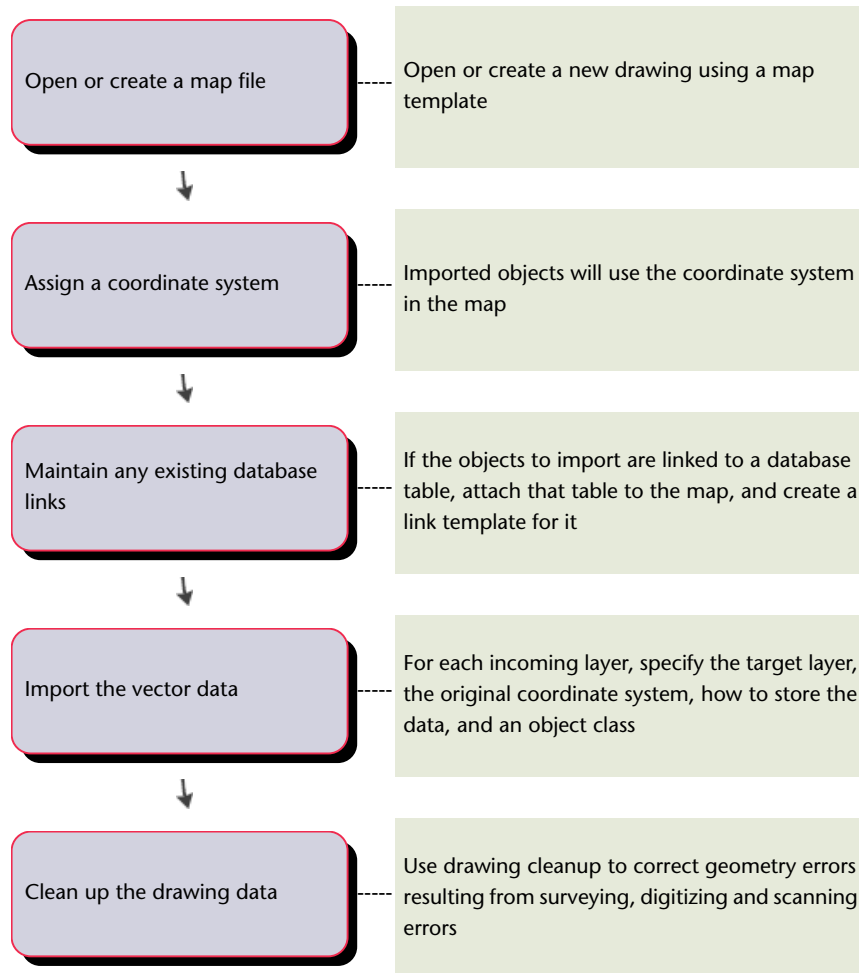 Open or create a map file
Open or create a new drawing using a map
template
Assign a coordinate system
Imported objects will use the coordinate system
in the map
Maintain any existing database
links
If the objects to import are linked to a database
table, attach that table to the map, and create a
link template for it
Import the vector data
For each incoming layer, specify the target layer,
the original coordinate system, how to store the
data, and an object class
Clean up the drawing data
Use drawing cleanup to correct geometry errors
resulting from surveying, digitizing and scanning
errors